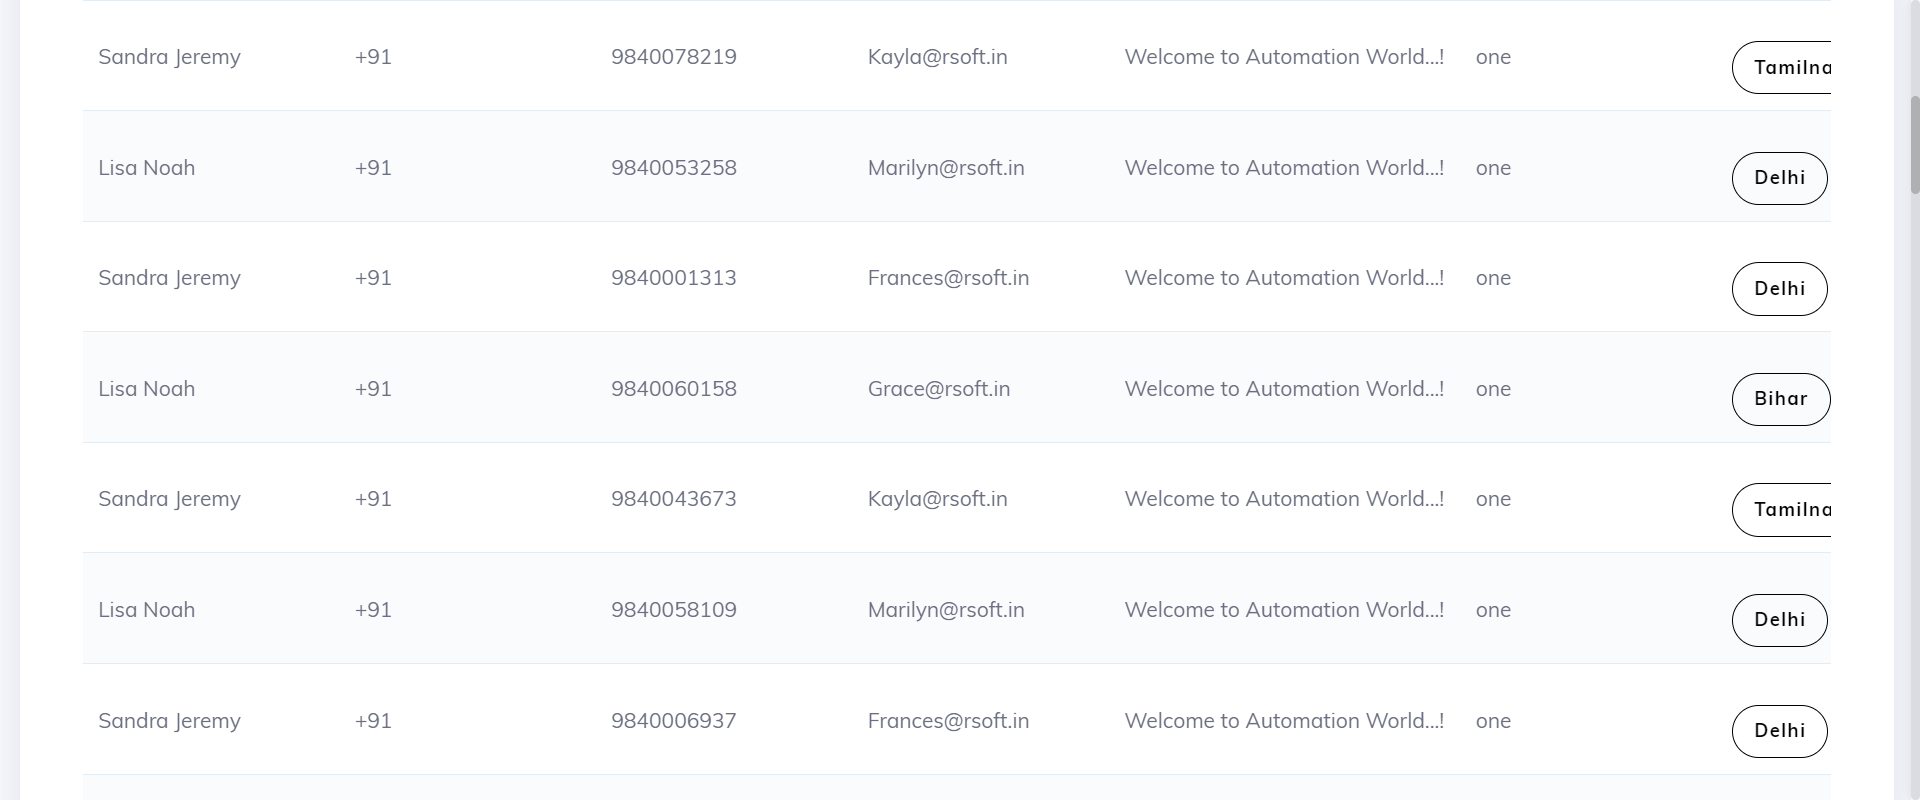 Sandra Jeremy +91 9840078219 Kayla@rsoft.in Welcome to Automation World...! one Tamilna
Lisa Noah +91 9840053258 Marilyn@rsoft.in Welcome to Automation World...! one Delhi
Sandra Jeremy +91 9840001313 Frances@rsoft.in Welcome to Automation World...! one Delhi
Lisa Noah +91 9840060158 Grace@rsoft.in Welcome to Automation World...! one Bihar
Sandra Jeremy +91 9840043673 Kayla@rsoft.in Welcome to Automation World...! one Tamilna
Lisa Noah +91 9840058109 Marilyn@rsoft.in Welcome to Automation World...! one Delhi
Sandra Jeremy +91 9840006937 Frances@rsoft.in Welcome to Automation World...! one Delhi